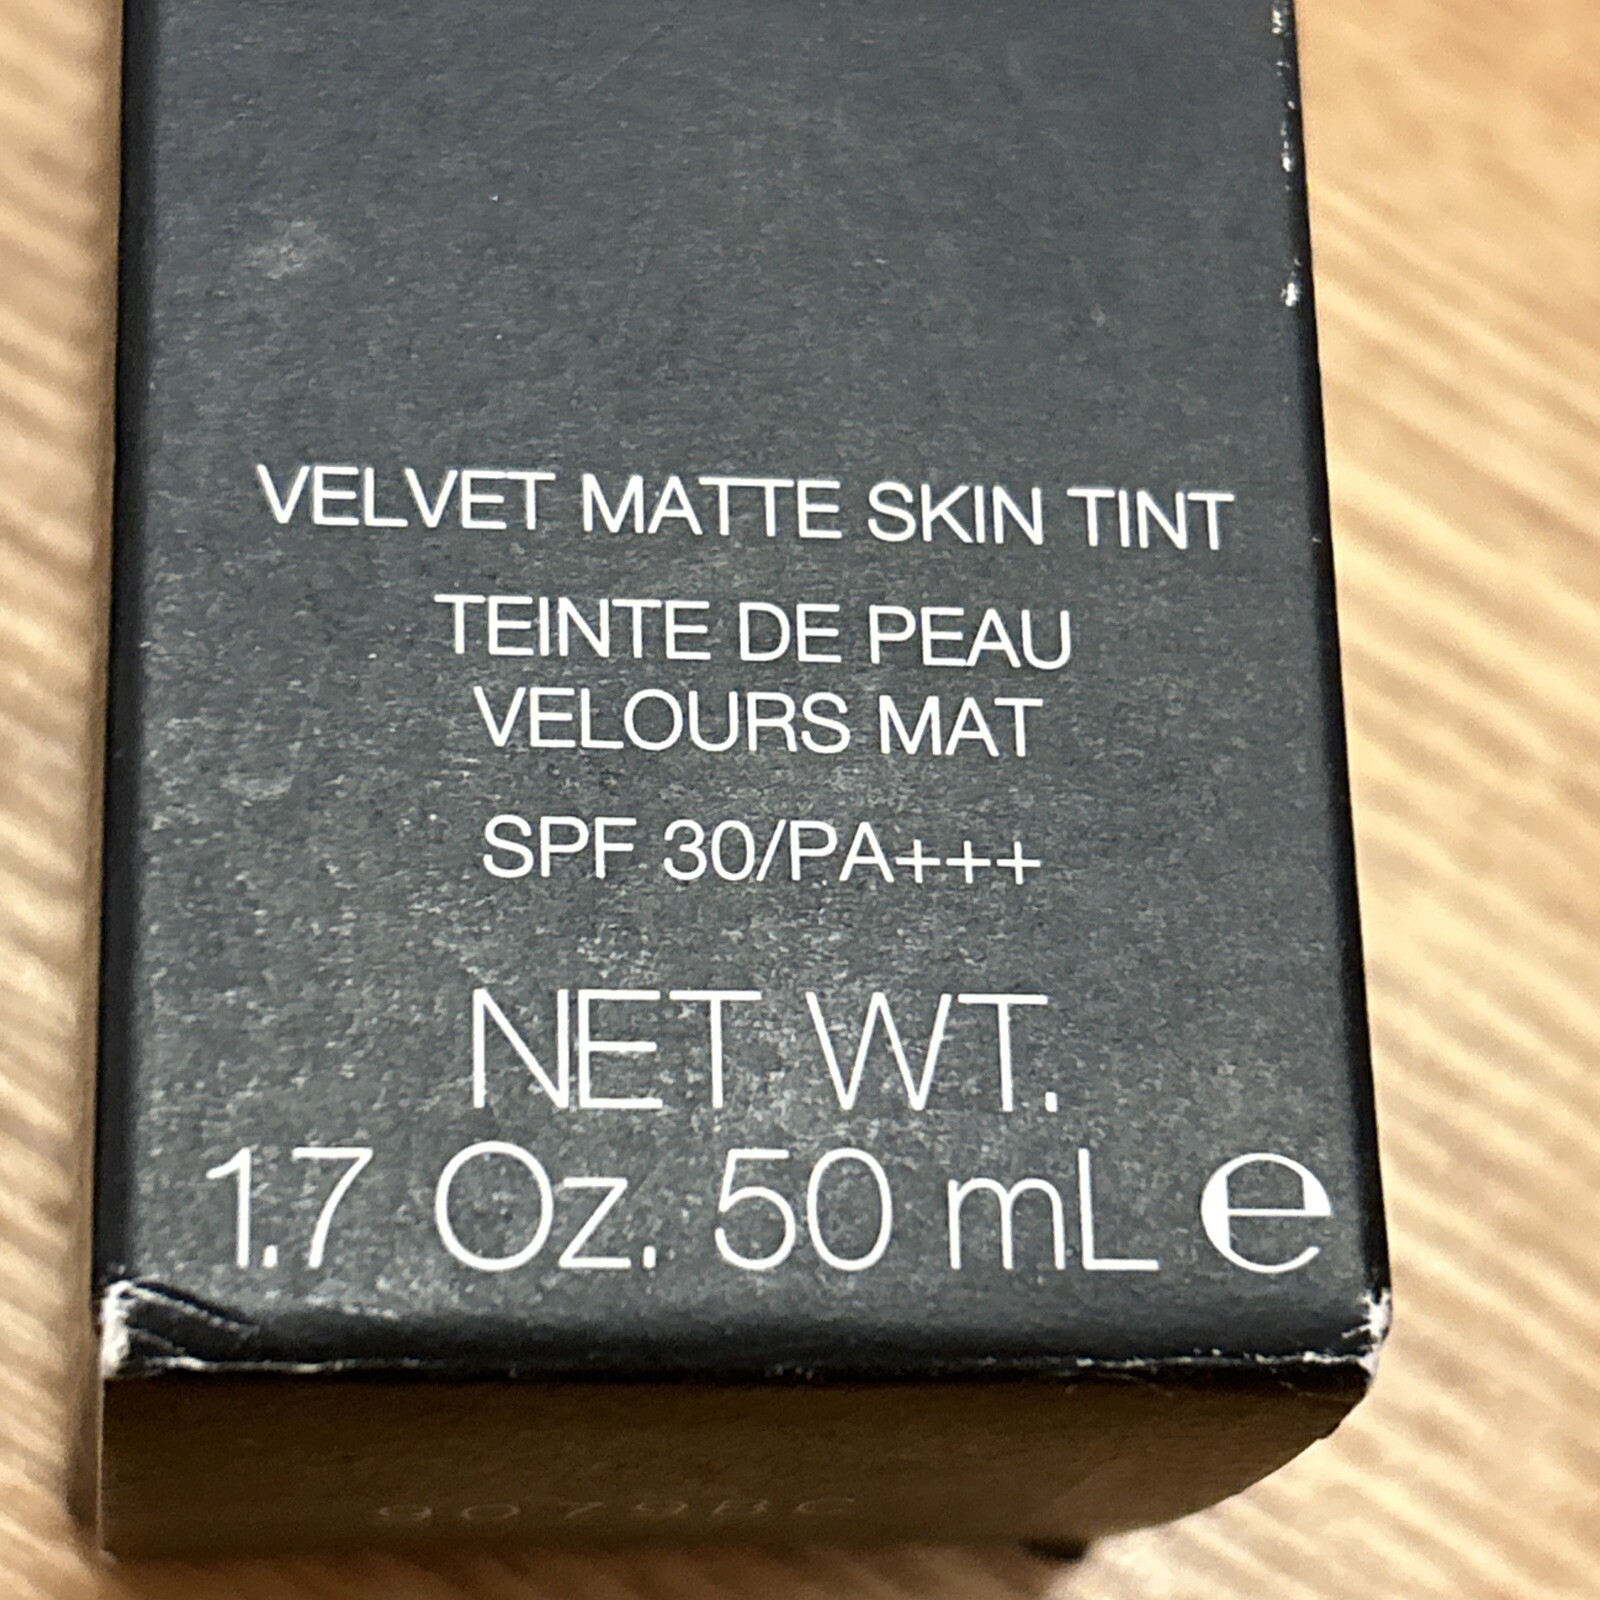 VELVET MATTE SKIN TINT
TEINTE DE PEAU
VELOURS MAT
SPF 30/PA+++
NET WT.
1.7 Oz. 50 mL ℮
9079BC